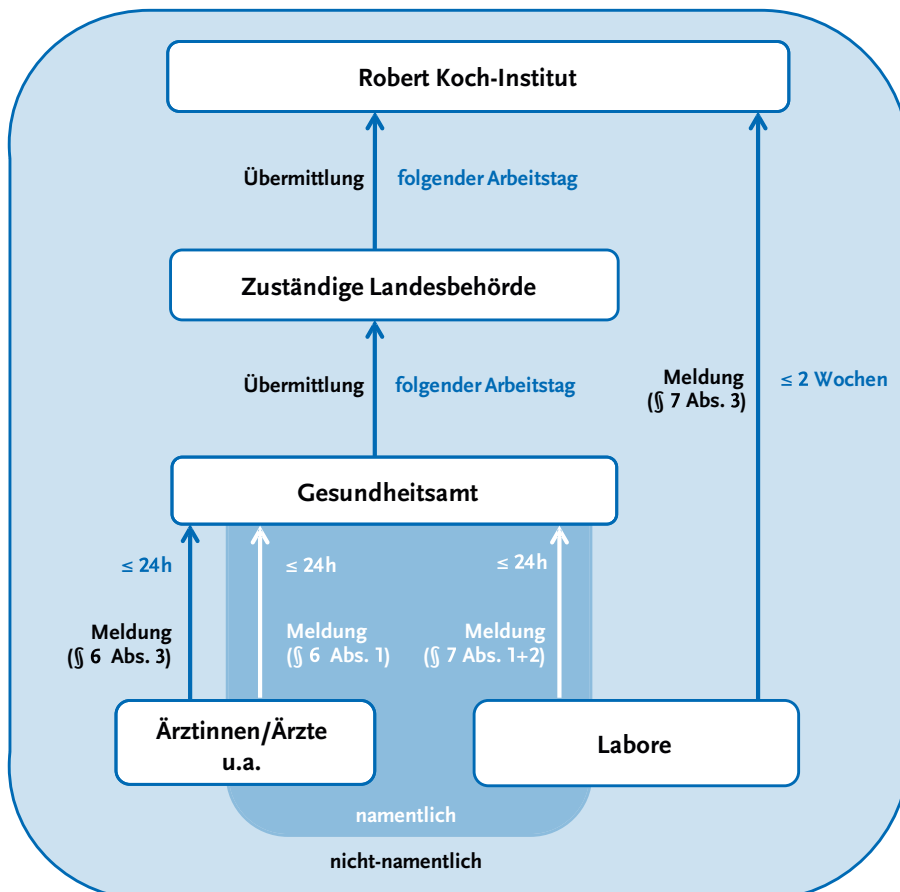 Robert Koch-Institut
Übermittlung folgender Arbeitstag
Zuständige Landesbehörde
Übermittlung folgender Arbeitstag
Meldung
(§ 7 Abs. 3)
≤ 2 Wochen
Gesundheitsamt
≤ 24h
Meldung
(§ 6 Abs. 3)
≤ 24h
Meldung
(§ 6 Abs. 1)
≤ 24h
Meldung
(§ 7 Abs. 1+2)
Ärztinnen/Ärzte
u.a.
Labore
namentlich
nicht-namentlich